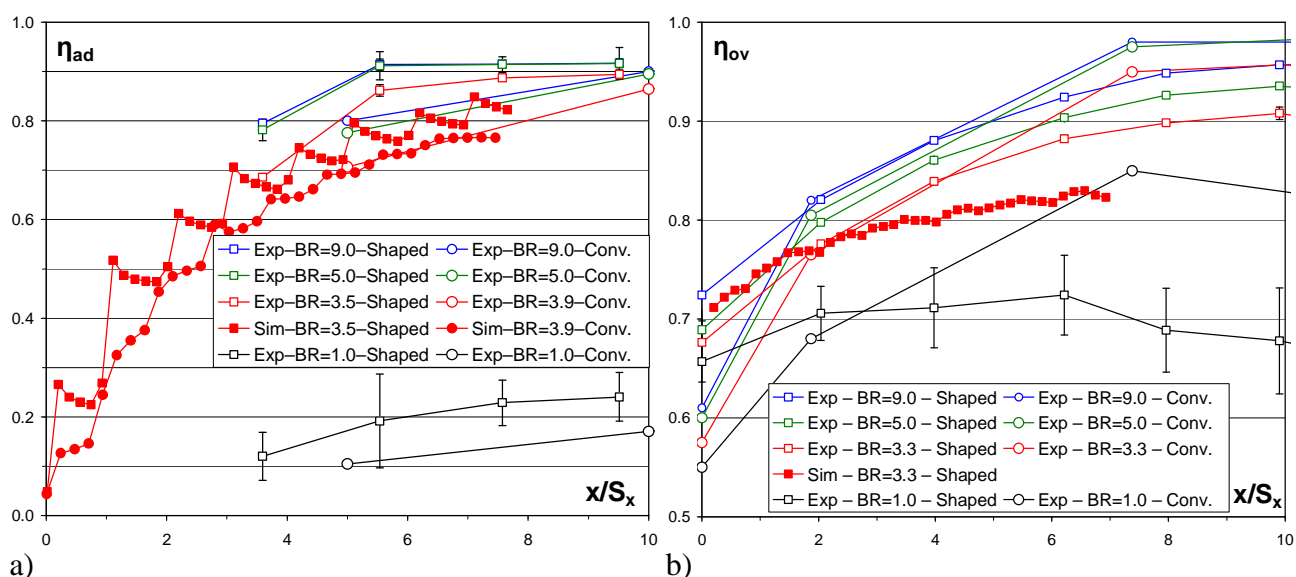 1.0
ηad
0.8
0.6
0.4
0.2
0.0
Exp–BR=9.0–Shaped Exp–BR=9.0–Conv.
Exp–BR=5.0–Shaped Exp–BR=5.0–Conv.
Exp–BR=3.5–Shaped Exp–BR=3.9–Conv.
Sim–BR=3.5–Shaped Sim–BR=3.9–Conv.
Exp–BR=1.0–Shaped Exp–BR=1.0–Conv.
x/Sx
0 2 4 6 8 10
a)
1.0
ηov
0.9
0.8
0.7
0.6
0.5
Exp – BR=9.0 – Shaped Exp – BR=9.0 – Conv.
Exp – BR=5.0 – Shaped Exp – BR=5.0 – Conv.
Exp – BR=3.3 – Shaped Exp – BR=3.3 – Conv.
Sim – BR=3.3 – Shaped
Exp – BR=1.0 – Shaped Exp – BR=1.0 – Conv.
x/Sx
0 2 4 6 8 10
b)